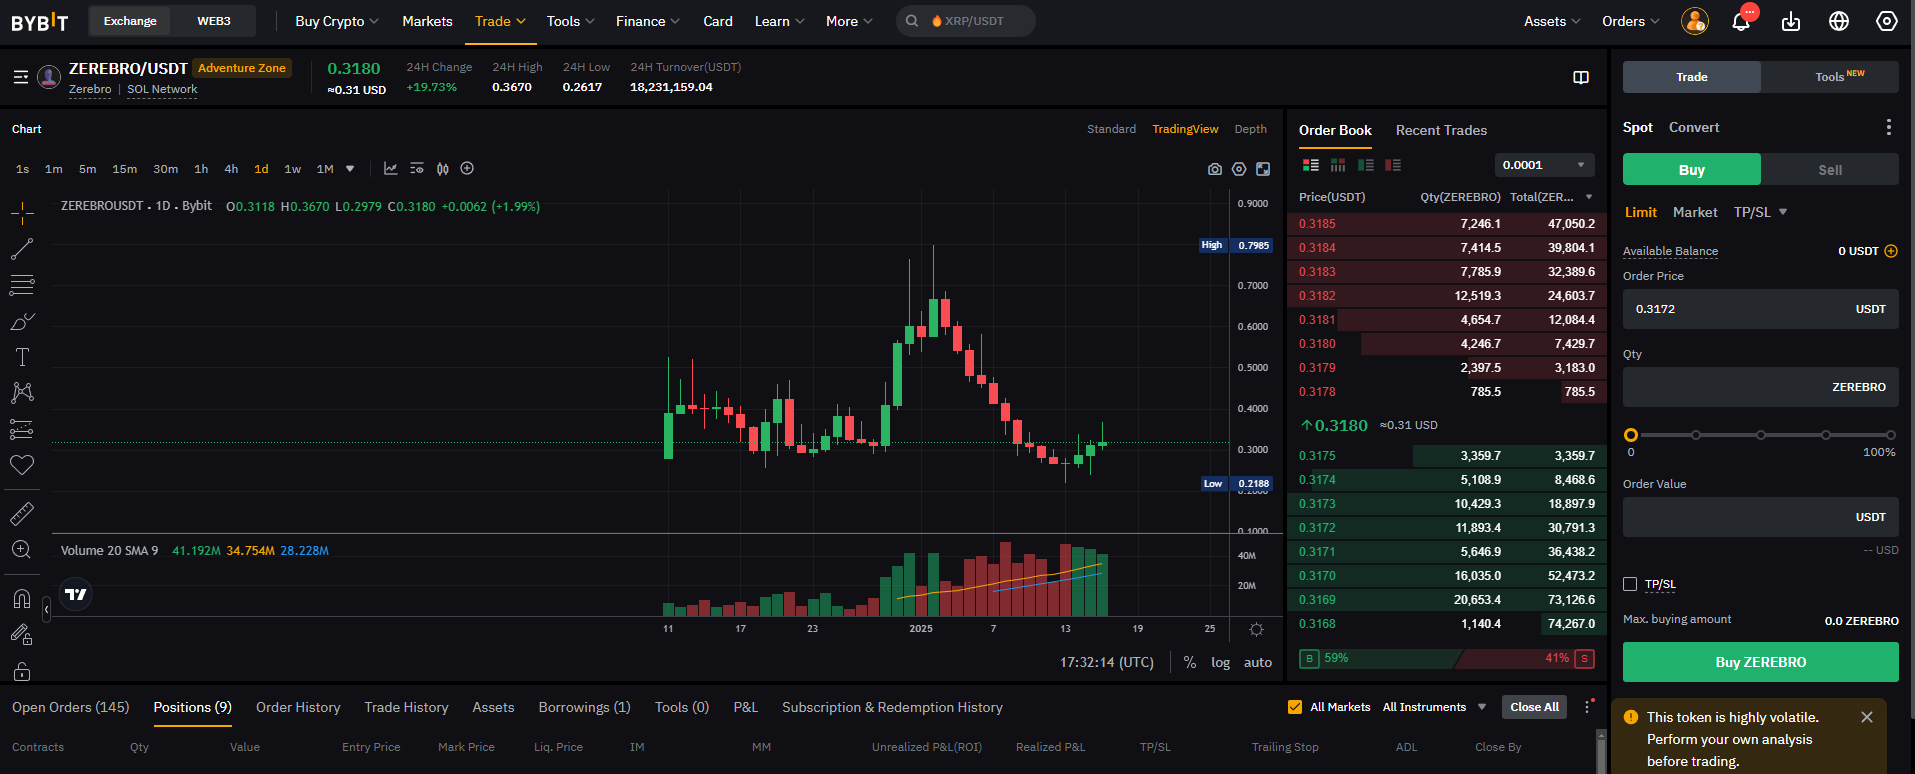 BYBIT Exchange WEB3 Buy Crypto Markets Trade Tools Finance Card Learn More XRP/USDT Assets Orders
ZEREBRO/USDT Adventure Zone
Zerebro | SOL Network
0.3180
≈0.31 USD
24H Change
+19.73%
24H High
0.3670
24H Low
0.2617
24H Turnover(USDT)
18,231,159.04
Chart
Standard TradingView Depth
1s 1m 5m 15m 30m 1h 4h 1d 1w 1M
ZEREBROUSDT · 1D · Bybit O0.3118 H0.3670 L0.2979 C0.3180 +0.0062 (+1.99%)
0.9000
High 0.7985
0.7000
0.6000
0.5000
0.4000
0.3000
Low 0.2188
0.2000
0.1000
Volume 20 SMA 9 41.192M 34.754M 28.228M
40M
20M
11 17 23 2025 7 13 19 25
17:32:14 (UTC) % log auto
Order Book Recent Trades
0.0001
Price(USDT) Qty(ZEREBRO) Total(ZER...
0.3185 7,246.1 47,050.2
0.3184 7,414.5 39,804.1
0.3183 7,785.9 32,389.6
0.3182 12,519.3 24,603.7
0.3181 4,654.7 12,084.4
0.3180 4,246.7 7,429.7
0.3179 2,397.5 3,183.0
0.3178 785.5 785.5
↑0.3180 ≈0.31 USD
0.3175 3,359.7 3,359.7
0.3174 5,108.9 8,468.6
0.3173 10,429.3 18,897.9
0.3172 11,893.4 30,791.3
0.3171 5,646.9 36,438.2
0.3170 16,035.0 52,473.2
0.3169 20,653.4 73,126.6
0.3168 1,140.4 74,267.0
B 59% 41% S
Trade Tools NEW
Spot Convert
Buy Sell
Limit Market TP/SL
Available Balance 0 USDT
Order Price
0.3172 USDT
Qty
ZEREBRO
0 100%
Order Value
USDT
-- USD
TP/SL
Max. buying amount 0.0 ZEREBRO
Buy ZEREBRO
This token is highly volatile.
Perform your own analysis
before trading.
Open Orders (145) Positions (9) Order History Trade History Assets Borrowings (1) Tools (0) P&L Subscription & Redemption History
All Markets All Instruments Close All
Contracts Qty Value Entry Price Mark Price Liq. Price IM MM Unrealized P&L(ROI) Realized P&L TP/SL Trailing Stop ADL Close By